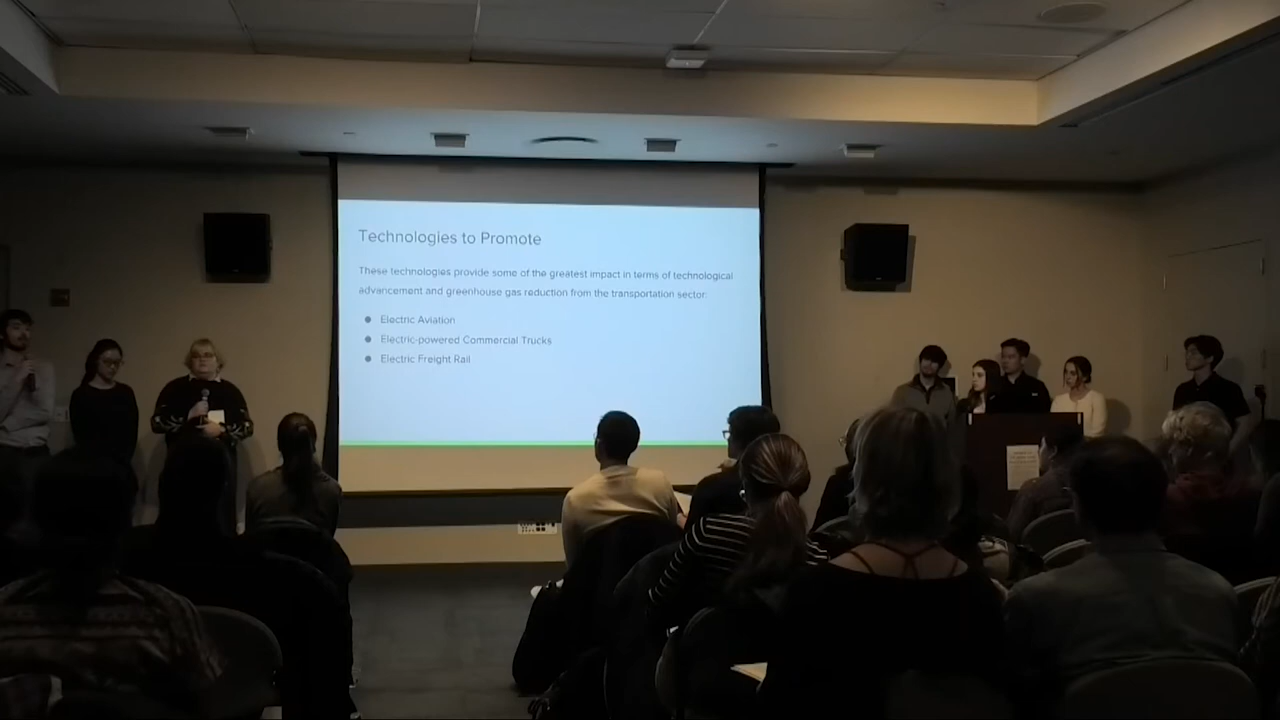 Technologies to Promote
These technologies provide some of the greatest impact in terms of technological
advancement and greenhouse gas reduction from the transportation sector:
Electric Aviation
Electric-powered Commercial Trucks
Electric Freight Rail